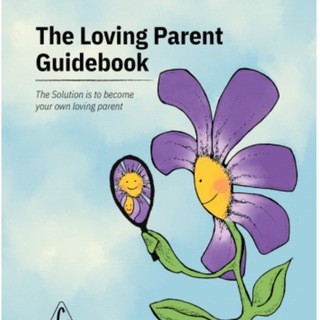 The Loving Parent
Guidebook
The Solution is to become
your own loving parent